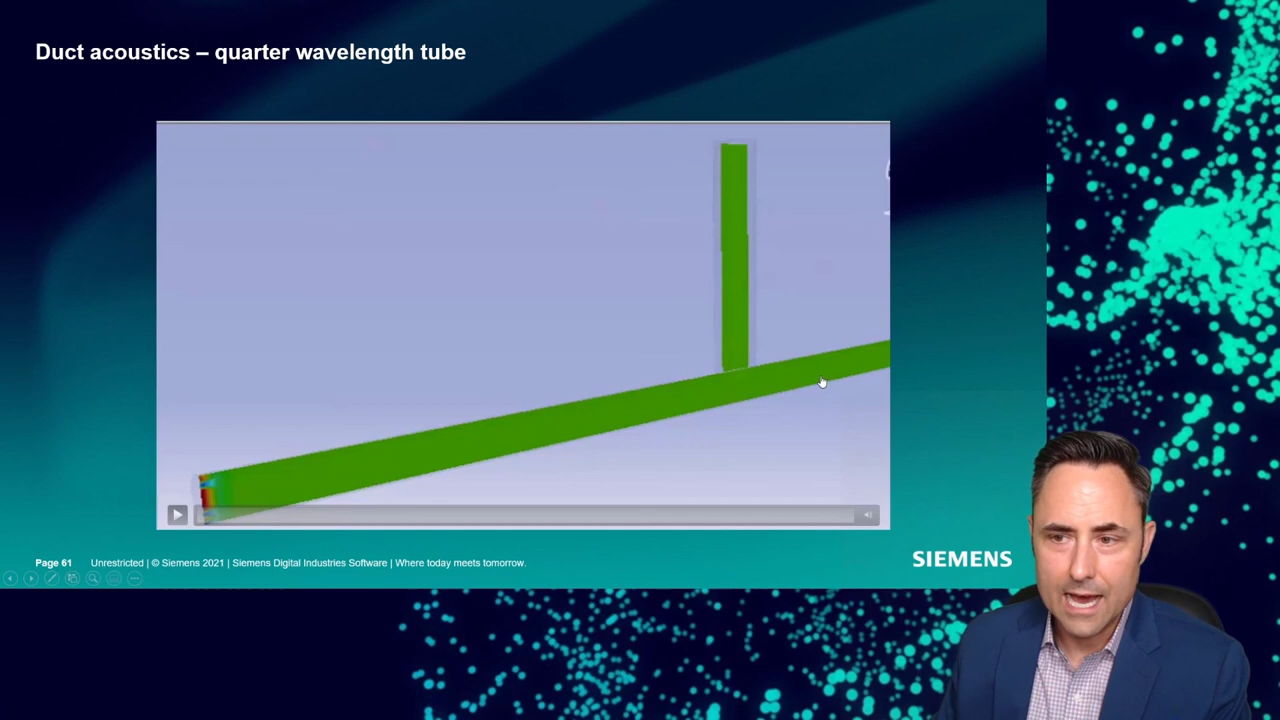 Duct acoustics – quarter wavelength tube
Page 61 Unrestricted | © Siemens 2021 | Siemens Digital Industries Software | Where today meets tomorrow.
SIEMENS